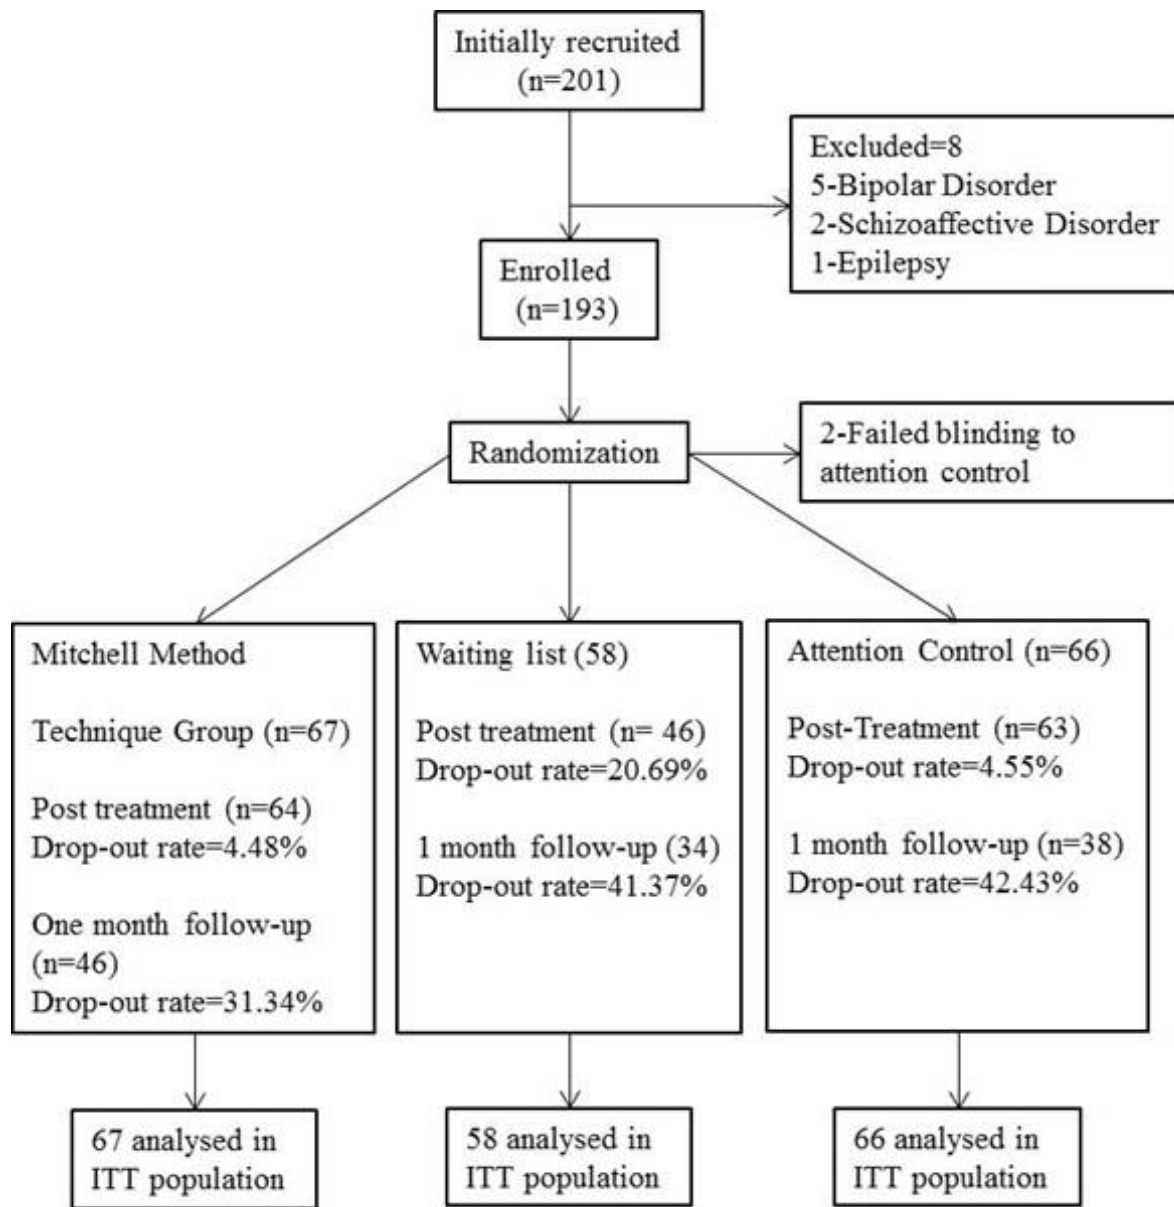 Initially recruited
(n=201)
Excluded=8
5-Bipolar Disorder
2-Schizoaffective Disorder
1-Epilepsy
Enrolled
(n=193)
Randomization
2-Failed blinding to
attention control
Mitchell Method
Technique Group (n=67)
Post treatment (n=64)
Drop-out rate=4.48%
One month follow-up
(n=46)
Drop-out rate=31.34%
Waiting list (58)
Post treatment (n= 46)
Drop-out rate=20.69%
1 month follow-up (34)
Drop-out rate=41.37%
Attention Control (n=66)
Post-Treatment (n=63)
Drop-out rate=4.55%
1 month follow-up (n=38)
Drop-out rate=42.43%
67 analysed in
ITT population
58 analysed in
ITT population
66 analysed in
ITT population